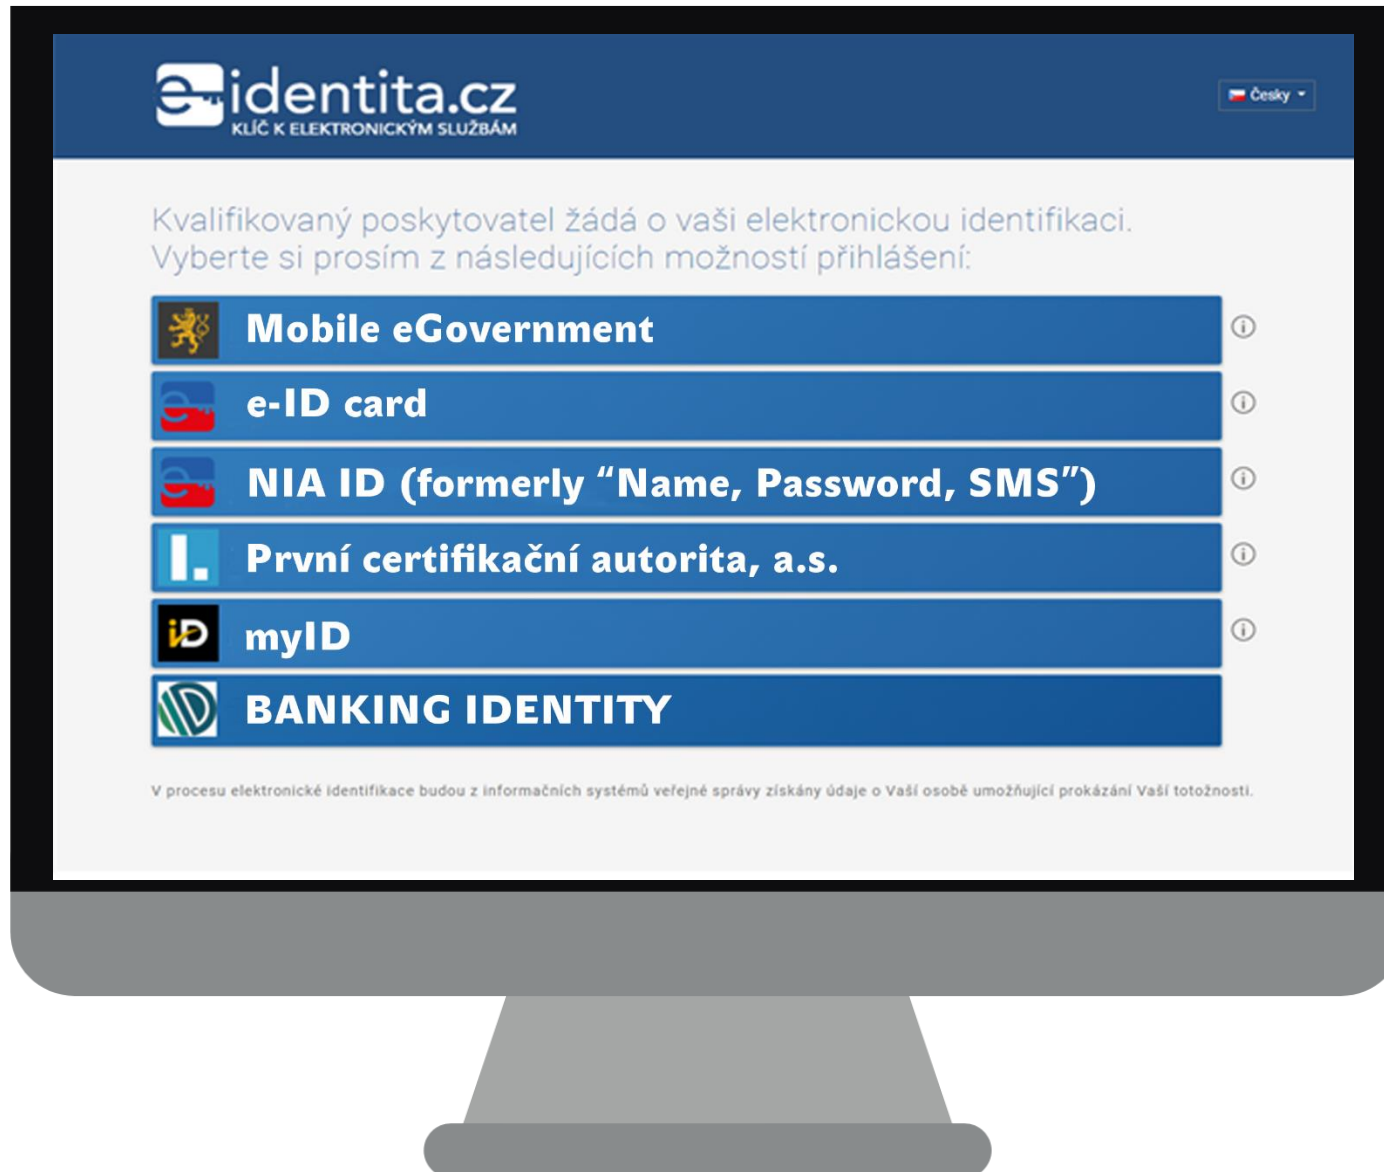 e-identita.cz
KLÍČ K ELEKTRONICKÝM SLUŽBÁM
Česky
Kvalifikovaný poskytovatel žádá o vaši elektronickou identifikaci.
Vyberte si prosím z následujících možností přihlášení:
Mobile eGovernment
e-ID card
NIA ID (formerly “Name, Password, SMS”)
I. První certifikační autorita, a.s.
iD myID
ID BANKING IDENTITY
V procesu elektronické identifikace budou z informačních systémů veřejné správy získány údaje o Vaší osobě umožňující prokázání Vaší totožnosti.